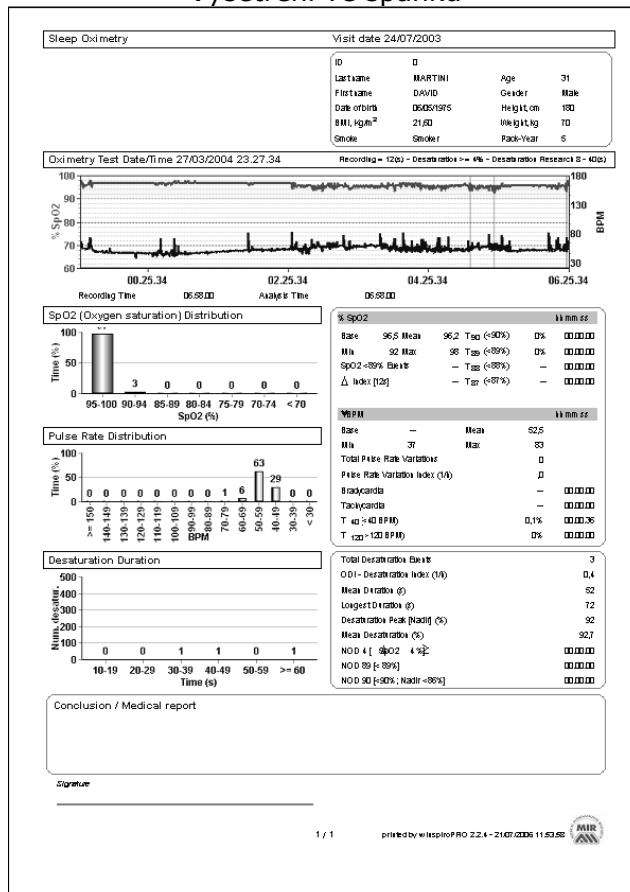 Sleep Oximetry Visit date 24/07/2003
ID 0
Last name MARTINI Age 31
First name DAVID Gender Male
Date of birth 06/05/1975 Height, cm 180
BMI, Kg/m² 21,60 Weight, kg 70
Smoke Smoker Pack-Year 5
Oximetry Test Date/Time 27/03/2004 23.27.34 Recording = 12(s) - Desaturation >= 4% - Desaturation Research 8 - 40(s)
100 180
90 130
% SpO2 BPM
80 80
70
60 30
00.25.34 02.25.34 04.25.34 06.25.34
Recording Time 06.58.00 Analysis Time 06.58.00
SpO2 (Oxygen saturation) Distribution
100
Time (%)
50
0
3 0 0 0 0 0
95-100 90-94 85-89 80-84 75-79 70-74 < 70
SpO2 (%)
% SpO2 hh mm ss
Base 96,5 Mean 96,2 T90 (<90%) 0% 00.00.00
Min 92 Max 98 T89 (<89%) 0% 00.00.00
SpO2 <89% Events – T88 (<88%) – 00.00.00
Δ Index [12s] – T87 (<87%) – 00.00.00
Pulse Rate Distribution
100
Time (%)
50
0
0 0 0 0 0 0 0 0 1 6 63 29 0 0
>= 150 140-149 130-139 120-129 110-119 100-109 090-99 080-89 70-79 60-69 50-59 40-49 30-39 < 30
BPM
BPM hh mm ss
Base – Mean 52,5
Min 37 Max 83
Total Pulse Rate Variations 0
Pulse Rate Variation Index (1/h) ,0
Bradycardia – 00.00.00
Tachycardia – 00.00.00
T 40 (<40 BPM) 0,1% 00.00.36
T 120 >120 BPM) 0% 00.00.00
Desaturation Duration
500
400
300
200
100
0
Num. desatur.
0 0 1 1 0 1
10-19 20-29 30-39 40-49 50-59 >= 60
Time (s)
Total Desaturation Events 3
ODI - Desaturation Index (1/h) 0,4
Mean Duration (s) 52
Longest Duration (s) 72
Desaturation Peak [Nadir] (%) 92
Mean Desaturation (%) 92,7
NOD 4 [ SpO2 4%] 00.00.00
NOD 89 [< 89%] 00.00.00
NOD 90 [<90% ; Nadir <86%] 00.00.00
Conclusion / Medical report
Signature
1 / 1 printed by winspiroPRO 2.2.4 - 21/07/2006 11.53.58 MIR